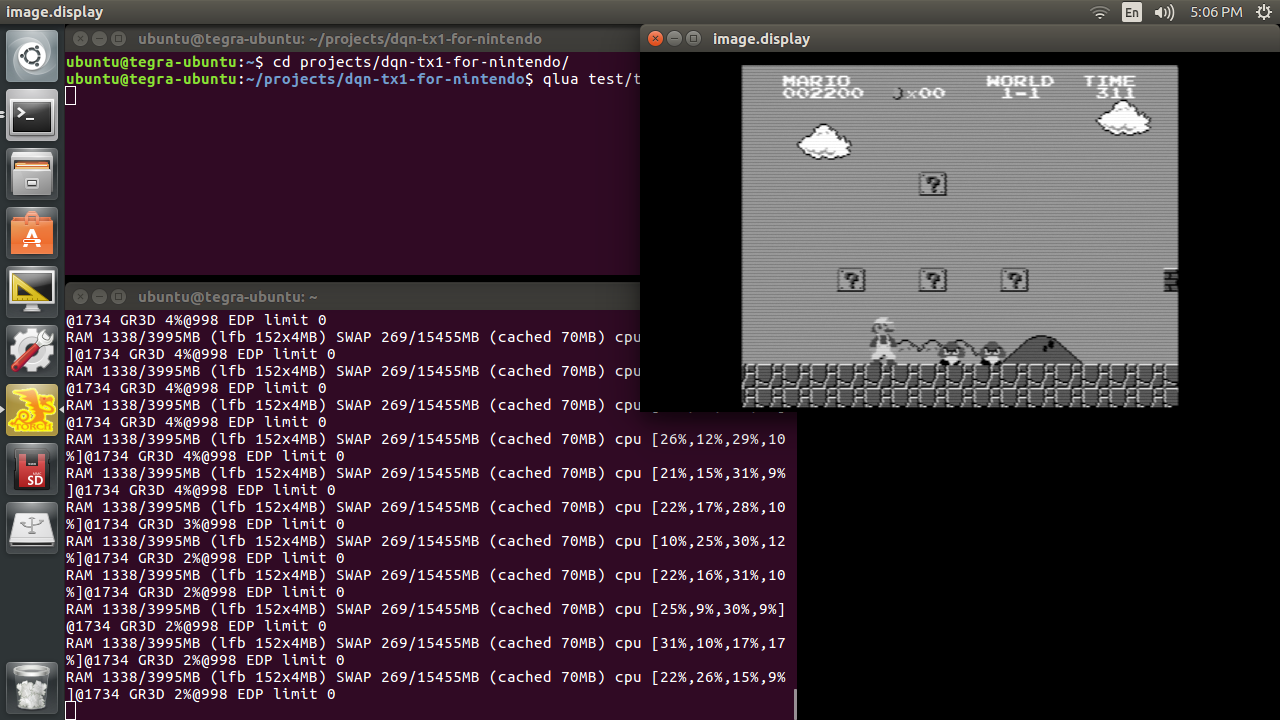 image.display
En
5:06 PM
ubuntu@tegra-ubuntu: ~/projects/dqn-tx1-for-nintendo
ubuntu@tegra-ubuntu:~$ cd projects/dqn-tx1-for-nintendo/
ubuntu@tegra-ubuntu:~/projects/dqn-tx1-for-nintendo$ qlua test/t
image.display
MARIO WORLD TIME
002200 ×00 1-1 311
?
? ? ?
ubuntu@tegra-ubuntu: ~
@1734 GR3D 4%@998 EDP limit 0
RAM 1338/3995MB (lfb 152x4MB) SWAP 269/15455MB (cached 70MB) cpu
]@1734 GR3D 4%@998 EDP limit 0
RAM 1338/3995MB (lfb 152x4MB) SWAP 269/15455MB (cached 70MB) cpu
@1734 GR3D 4%@998 EDP limit 0
RAM 1338/3995MB (lfb 152x4MB) SWAP 269/15455MB (cached 70MB) cpu
@1734 GR3D 4%@998 EDP limit 0
RAM 1338/3995MB (lfb 152x4MB) SWAP 269/15455MB (cached 70MB) cpu [26%,12%,29%,10
%]@1734 GR3D 4%@998 EDP limit 0
RAM 1338/3995MB (lfb 152x4MB) SWAP 269/15455MB (cached 70MB) cpu [21%,15%,31%,9%
]@1734 GR3D 4%@998 EDP limit 0
RAM 1338/3995MB (lfb 152x4MB) SWAP 269/15455MB (cached 70MB) cpu [22%,17%,28%,10
%]@1734 GR3D 3%@998 EDP limit 0
RAM 1338/3995MB (lfb 152x4MB) SWAP 269/15455MB (cached 70MB) cpu [10%,25%,30%,12
%]@1734 GR3D 2%@998 EDP limit 0
RAM 1338/3995MB (lfb 152x4MB) SWAP 269/15455MB (cached 70MB) cpu [22%,16%,31%,10
%]@1734 GR3D 2%@998 EDP limit 0
RAM 1338/3995MB (lfb 152x4MB) SWAP 269/15455MB (cached 70MB) cpu [25%,9%,30%,9%]
@1734 GR3D 2%@998 EDP limit 0
RAM 1338/3995MB (lfb 152x4MB) SWAP 269/15455MB (cached 70MB) cpu [31%,10%,17%,17
%]@1734 GR3D 2%@998 EDP limit 0
RAM 1338/3995MB (lfb 152x4MB) SWAP 269/15455MB (cached 70MB) cpu [22%,26%,15%,9%
]@1734 GR3D 2%@998 EDP limit 0
TORCH
SD